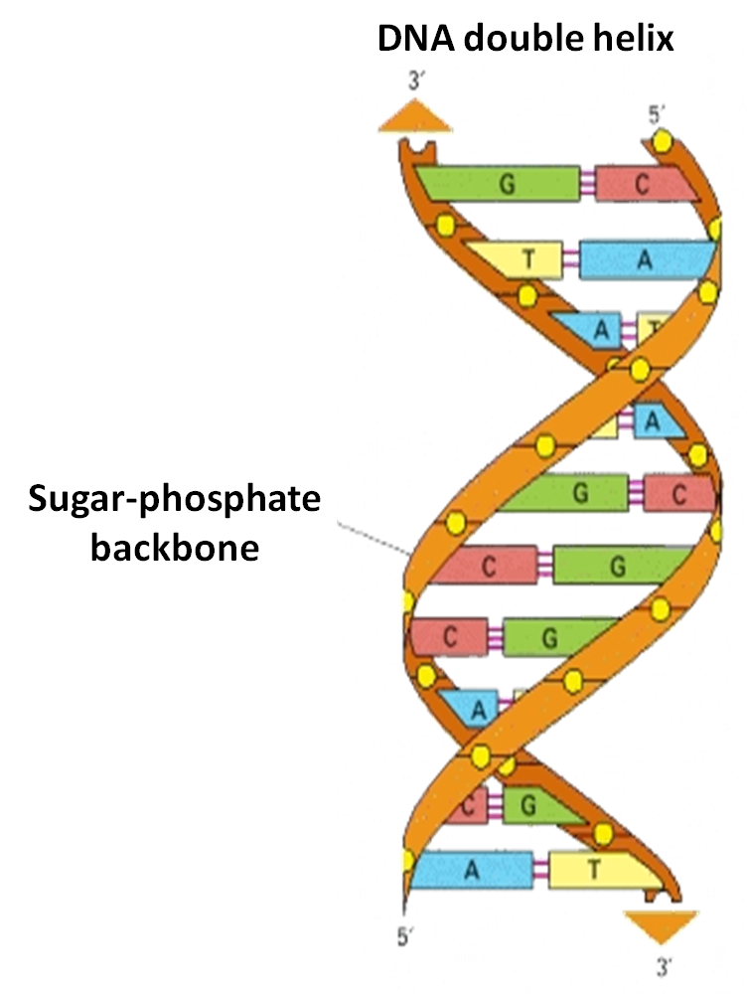 DNA double helix
3′
5′
G C
T A
A T
A
G C
Sugar-phosphate
backbone
C G
C G
A
C G
A T
5′
3′